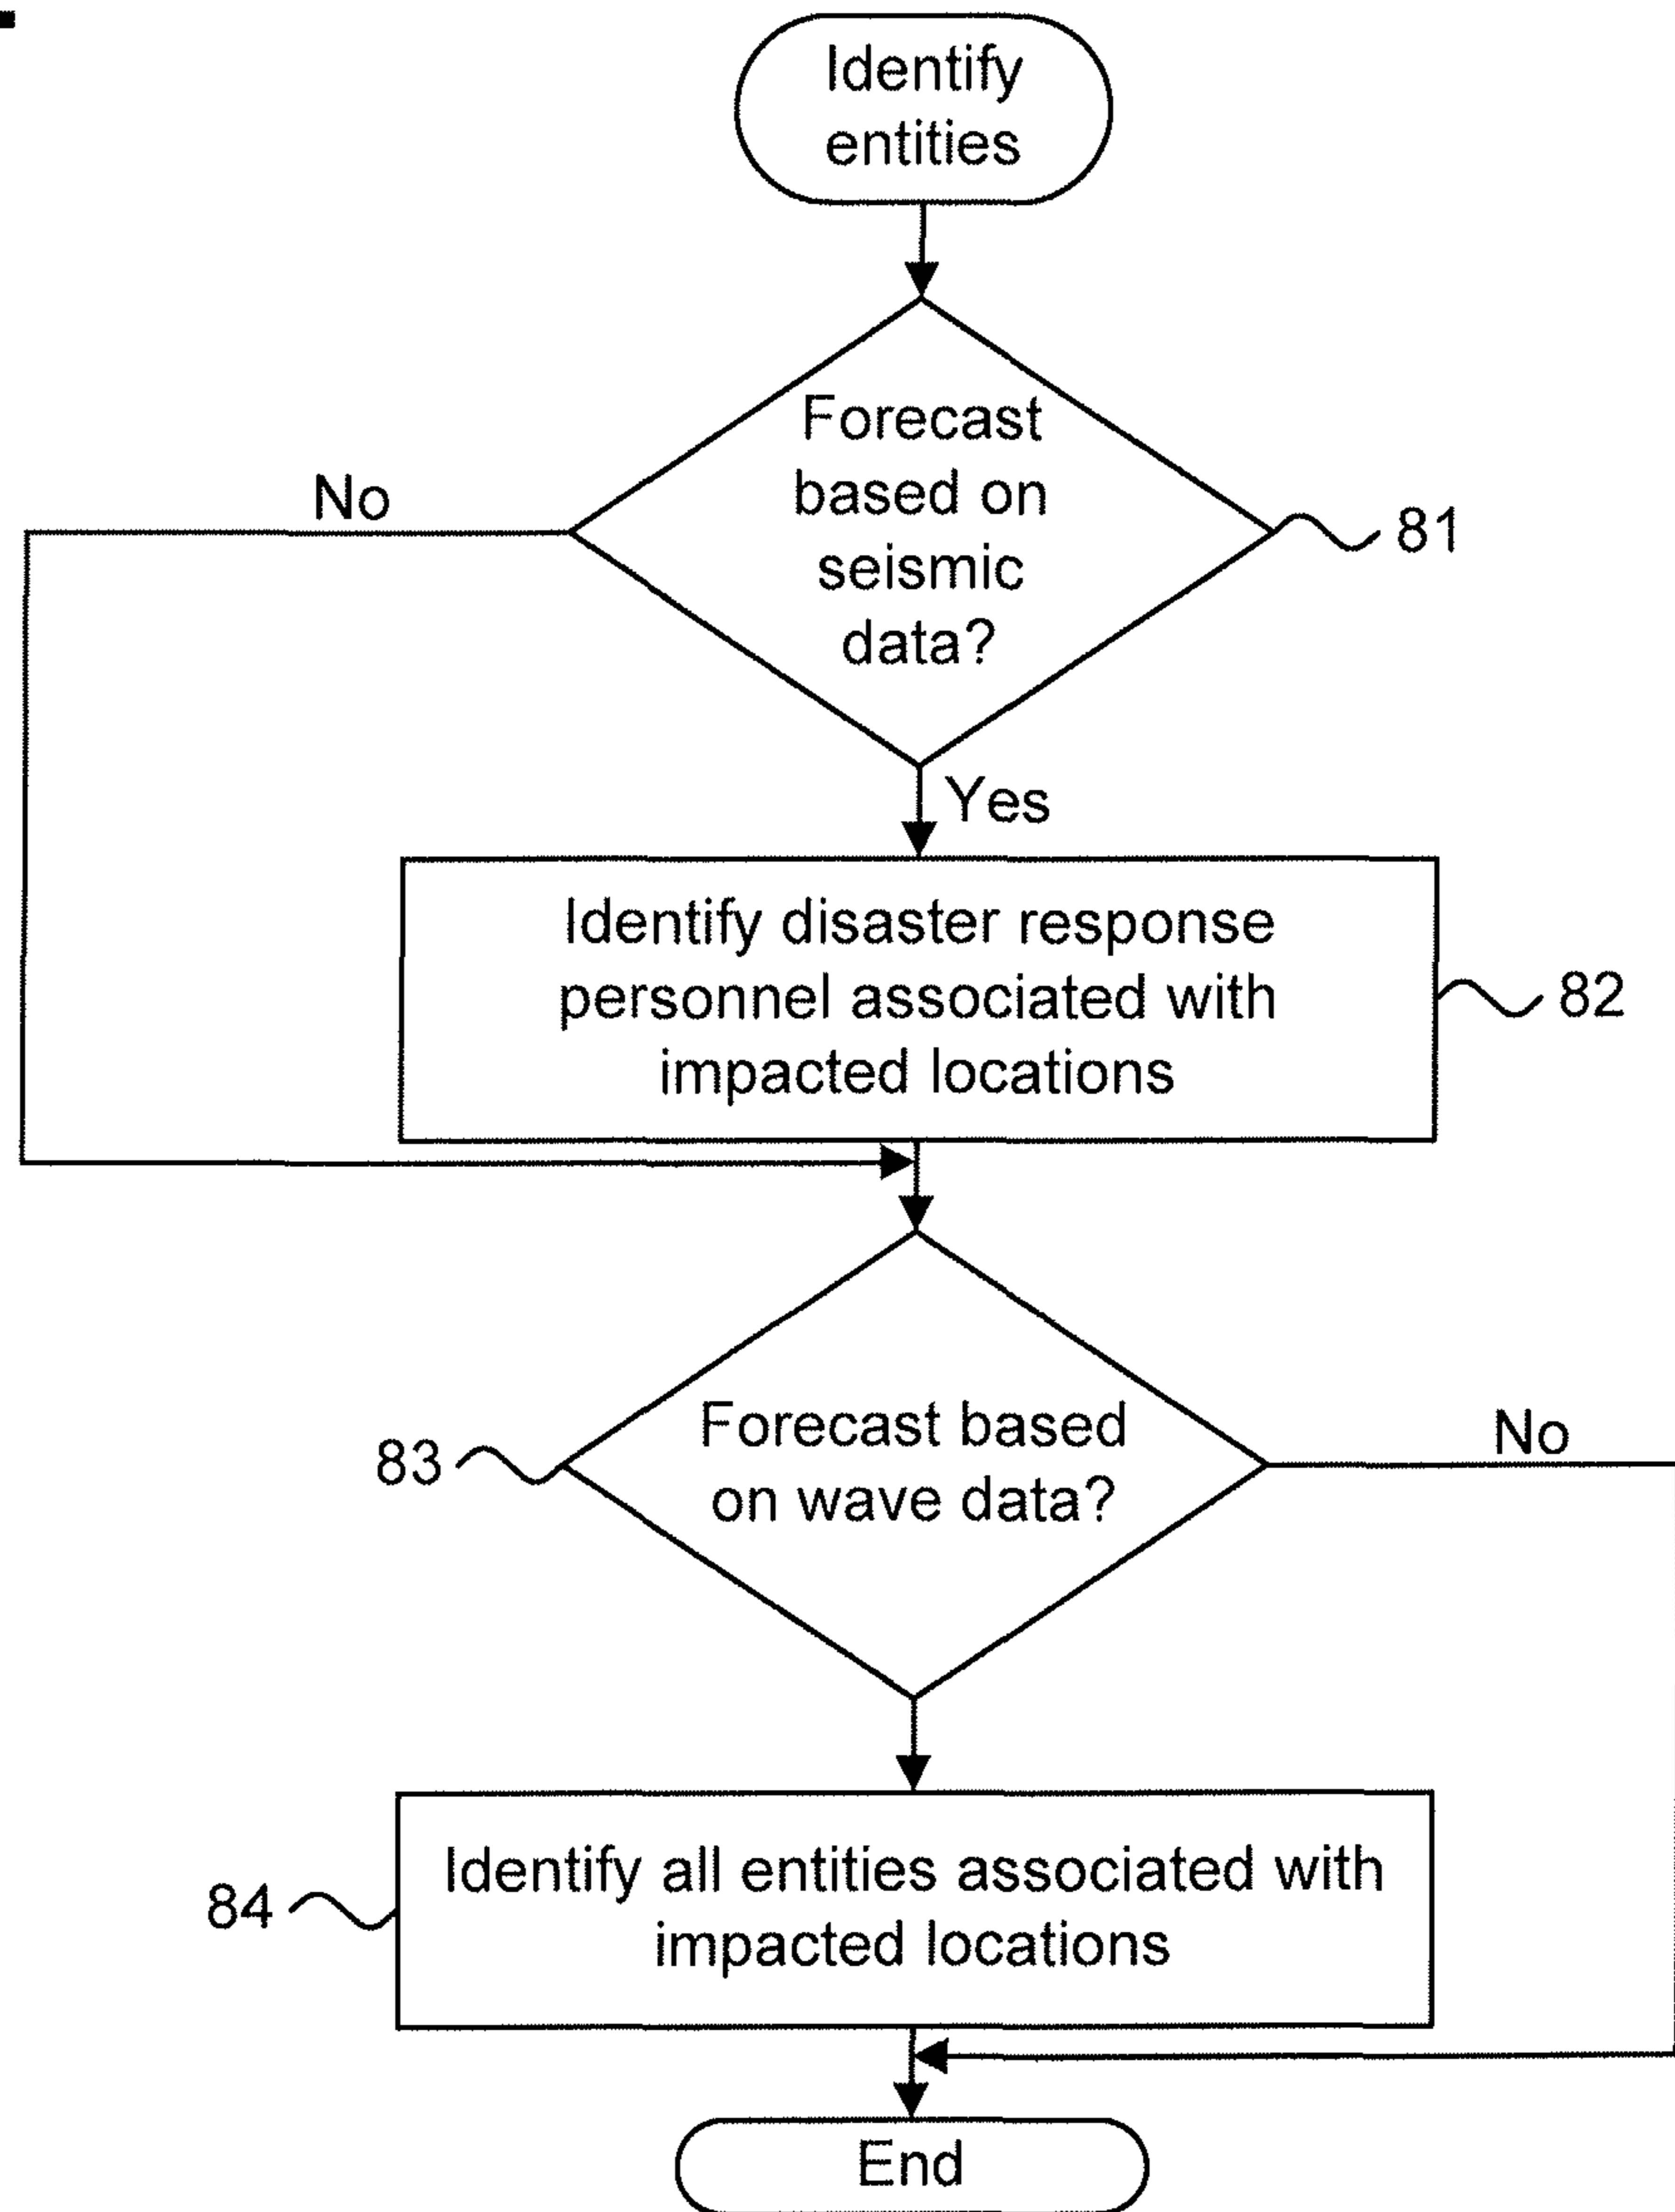 Identify
entities
Forecast
based on
seismic
data?
No
81
Yes
Identify disaster response
personnel associated with
impacted locations
82
Forecast based
on wave data?
83
No
Identify all entities associated with
impacted locations
84
End